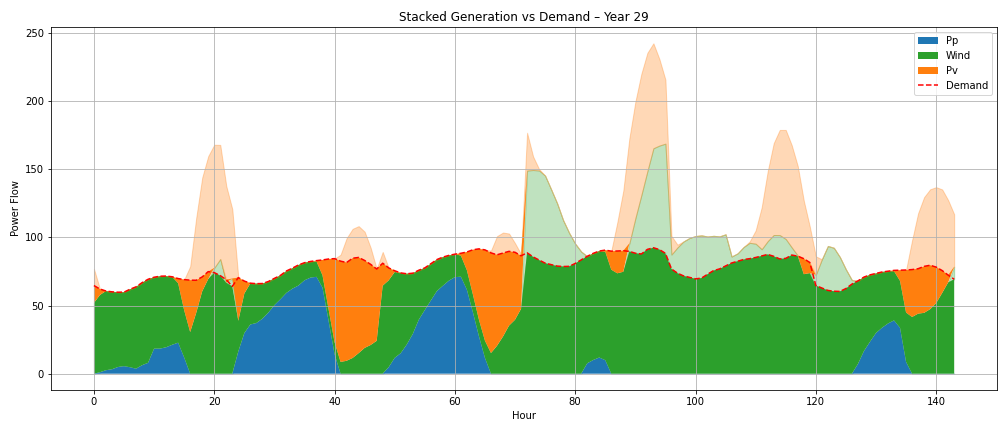 Stacked Generation vs Demand – Year 29
Pp
Wind
Pv
Demand
Power Flow
250
200
150
100
50
0
0 20 40 60 80 100 120 140
Hour